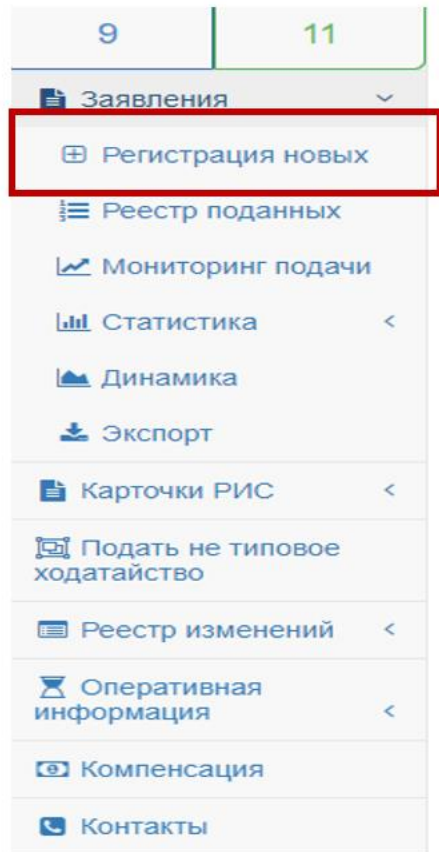 9 11
Заявления
Регистрация новых
Реестр поданных
Мониторинг подачи
Статистика
Динамика
Экспорт
Карточки РИС
Подать не типовое
ходатайство
Реестр изменений
Оперативная
информация
Компенсация
Контакты